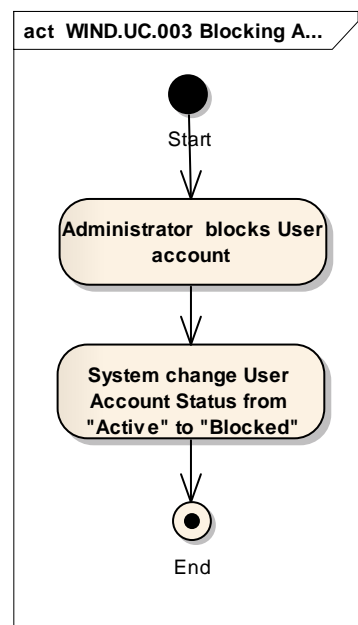 act WIND.UC.003 Blocking A...
Start
Administrator blocks User
account
System change User
Account Status from
"Active" to "Blocked"
End